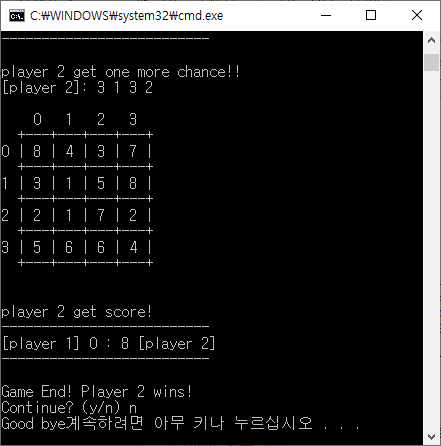 C:₩WINDOWS₩system32₩cmd.exe
--------------------------
player 2 get one more chance!!
[player 2]: 3 1 3 2
    0   1   2   3
  +---+---+---+---+
0 | 8 | 4 | 3 | 7 |
  +---+---+---+---+
1 | 3 | 1 | 5 | 8 |
  +---+---+---+---+
2 | 2 | 1 | 7 | 2 |
  +---+---+---+---+
3 | 5 | 6 | 6 | 4 |
  +---+---+---+---+
player 2 get score!
--------------------------
[player 1] 0 : 8 [player 2]
--------------------------
Game End! Player 2 wins!
Continue? (y/n) n
Good bye계속하려면 아무 키나 누르십시오 . . .